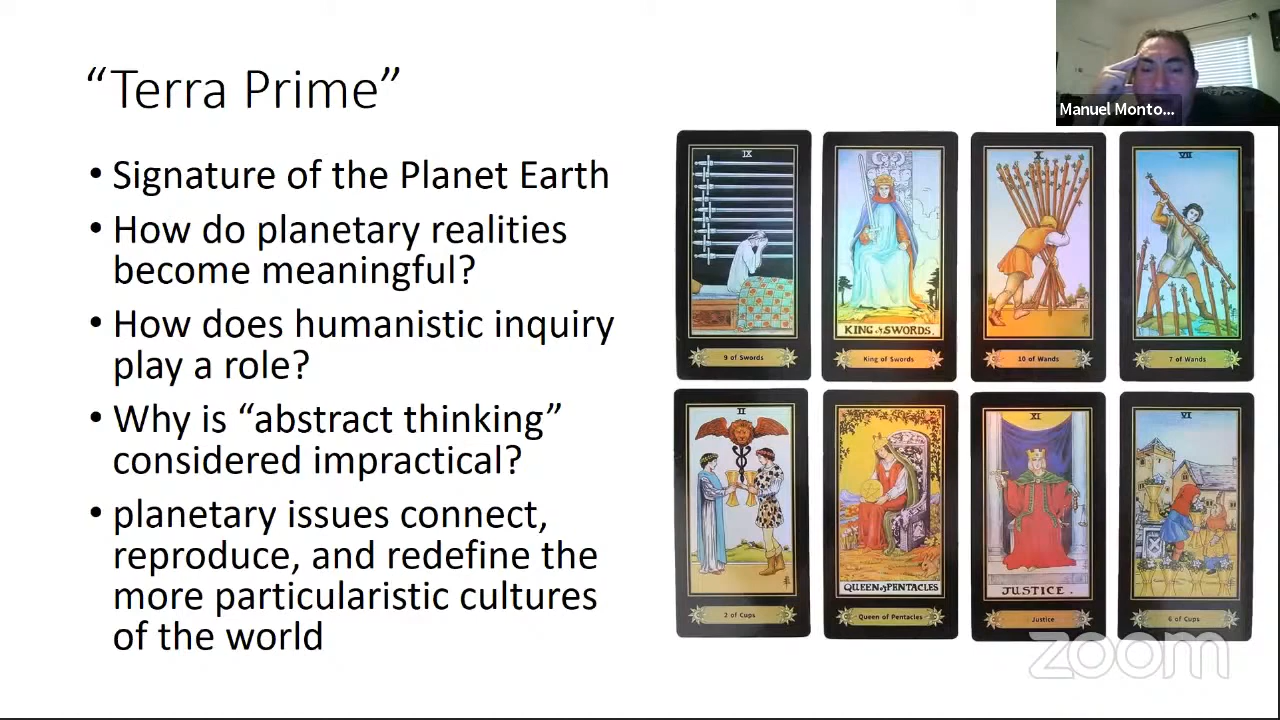 “Terra Prime”
Manuel Monto...
• Signature of the Planet Earth
• How do planetary realities
become meaningful?
• How does humanistic inquiry
play a role?
• Why is “abstract thinking”
considered impractical?
• planetary issues connect,
reproduce, and redefine the
more particularistic cultures
of the world
IX
9 of Swords
KING of SWORDS.
King of Swords
X
10 of Wands
VII
7 of Wands
II
2 of Cups
QUEEN of PENTACLES
Queen of Pentacles
XI
JUSTICE.
Justice
VI
6 of Cups
zoom